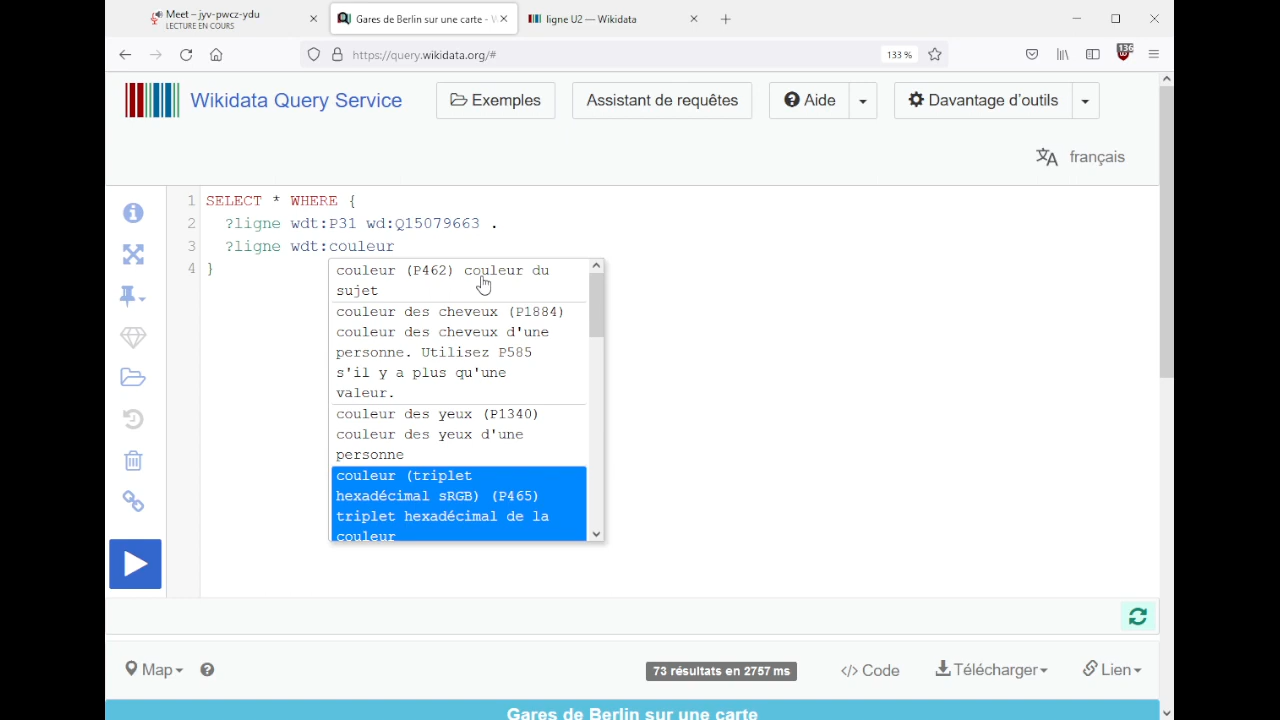 Meet – jyv-pwcz-ydu
LECTURE EN COURS
Gares de Berlin sur une carte - W
ligne U2 — Wikidata
https://query.wikidata.org/#
133 %
136
Wikidata Query Service
Exemples
Assistant de requêtes
Aide
Davantage d'outils
français
1 SELECT * WHERE {
2 ?ligne wdt:P31 wd:Q15079663 .
3 ?ligne wdt:couleur
4 }
couleur (P462) couleur du
sujet
couleur des cheveux (P1884)
couleur des cheveux d'une
personne. Utilisez P585
s'il y a plus qu'une
valeur.
couleur des yeux (P1340)
couleur des yeux d'une
personne
couleur (triplet
hexadécimal sRGB) (P465)
triplet hexadécimal de la
couleur
Map
73 résultats en 2757 ms
</> Code
Télécharger
Lien
Gares de Berlin sur une carte